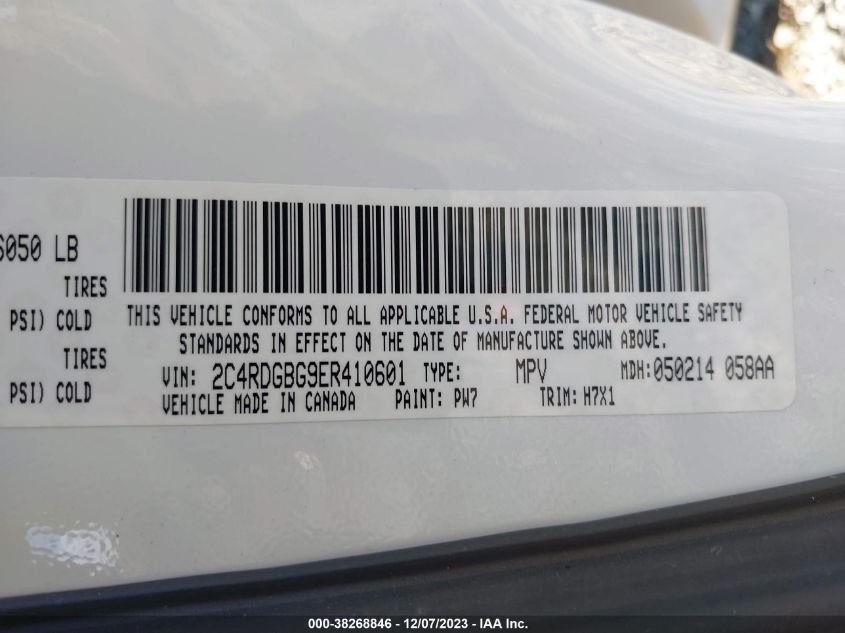 6050 LB
TIRES
PSI) COLD
TIRES
PSI) COLD
THIS VEHICLE CONFORMS TO ALL APPLICABLE U.S.A. FEDERAL MOTOR VEHICLE SAFETY
STANDARDS IN EFFECT ON THE DATE OF MANUFACTURE SHOWN ABOVE.
VIN: 2C4RDGBG9ER410601 TYPE: MPV MDH: 050214 058AA
VEHICLE MADE IN CANADA PAINT: PW7 TRIM: H7X1
000-38268846 - 12/07/2023 - IAA Inc.